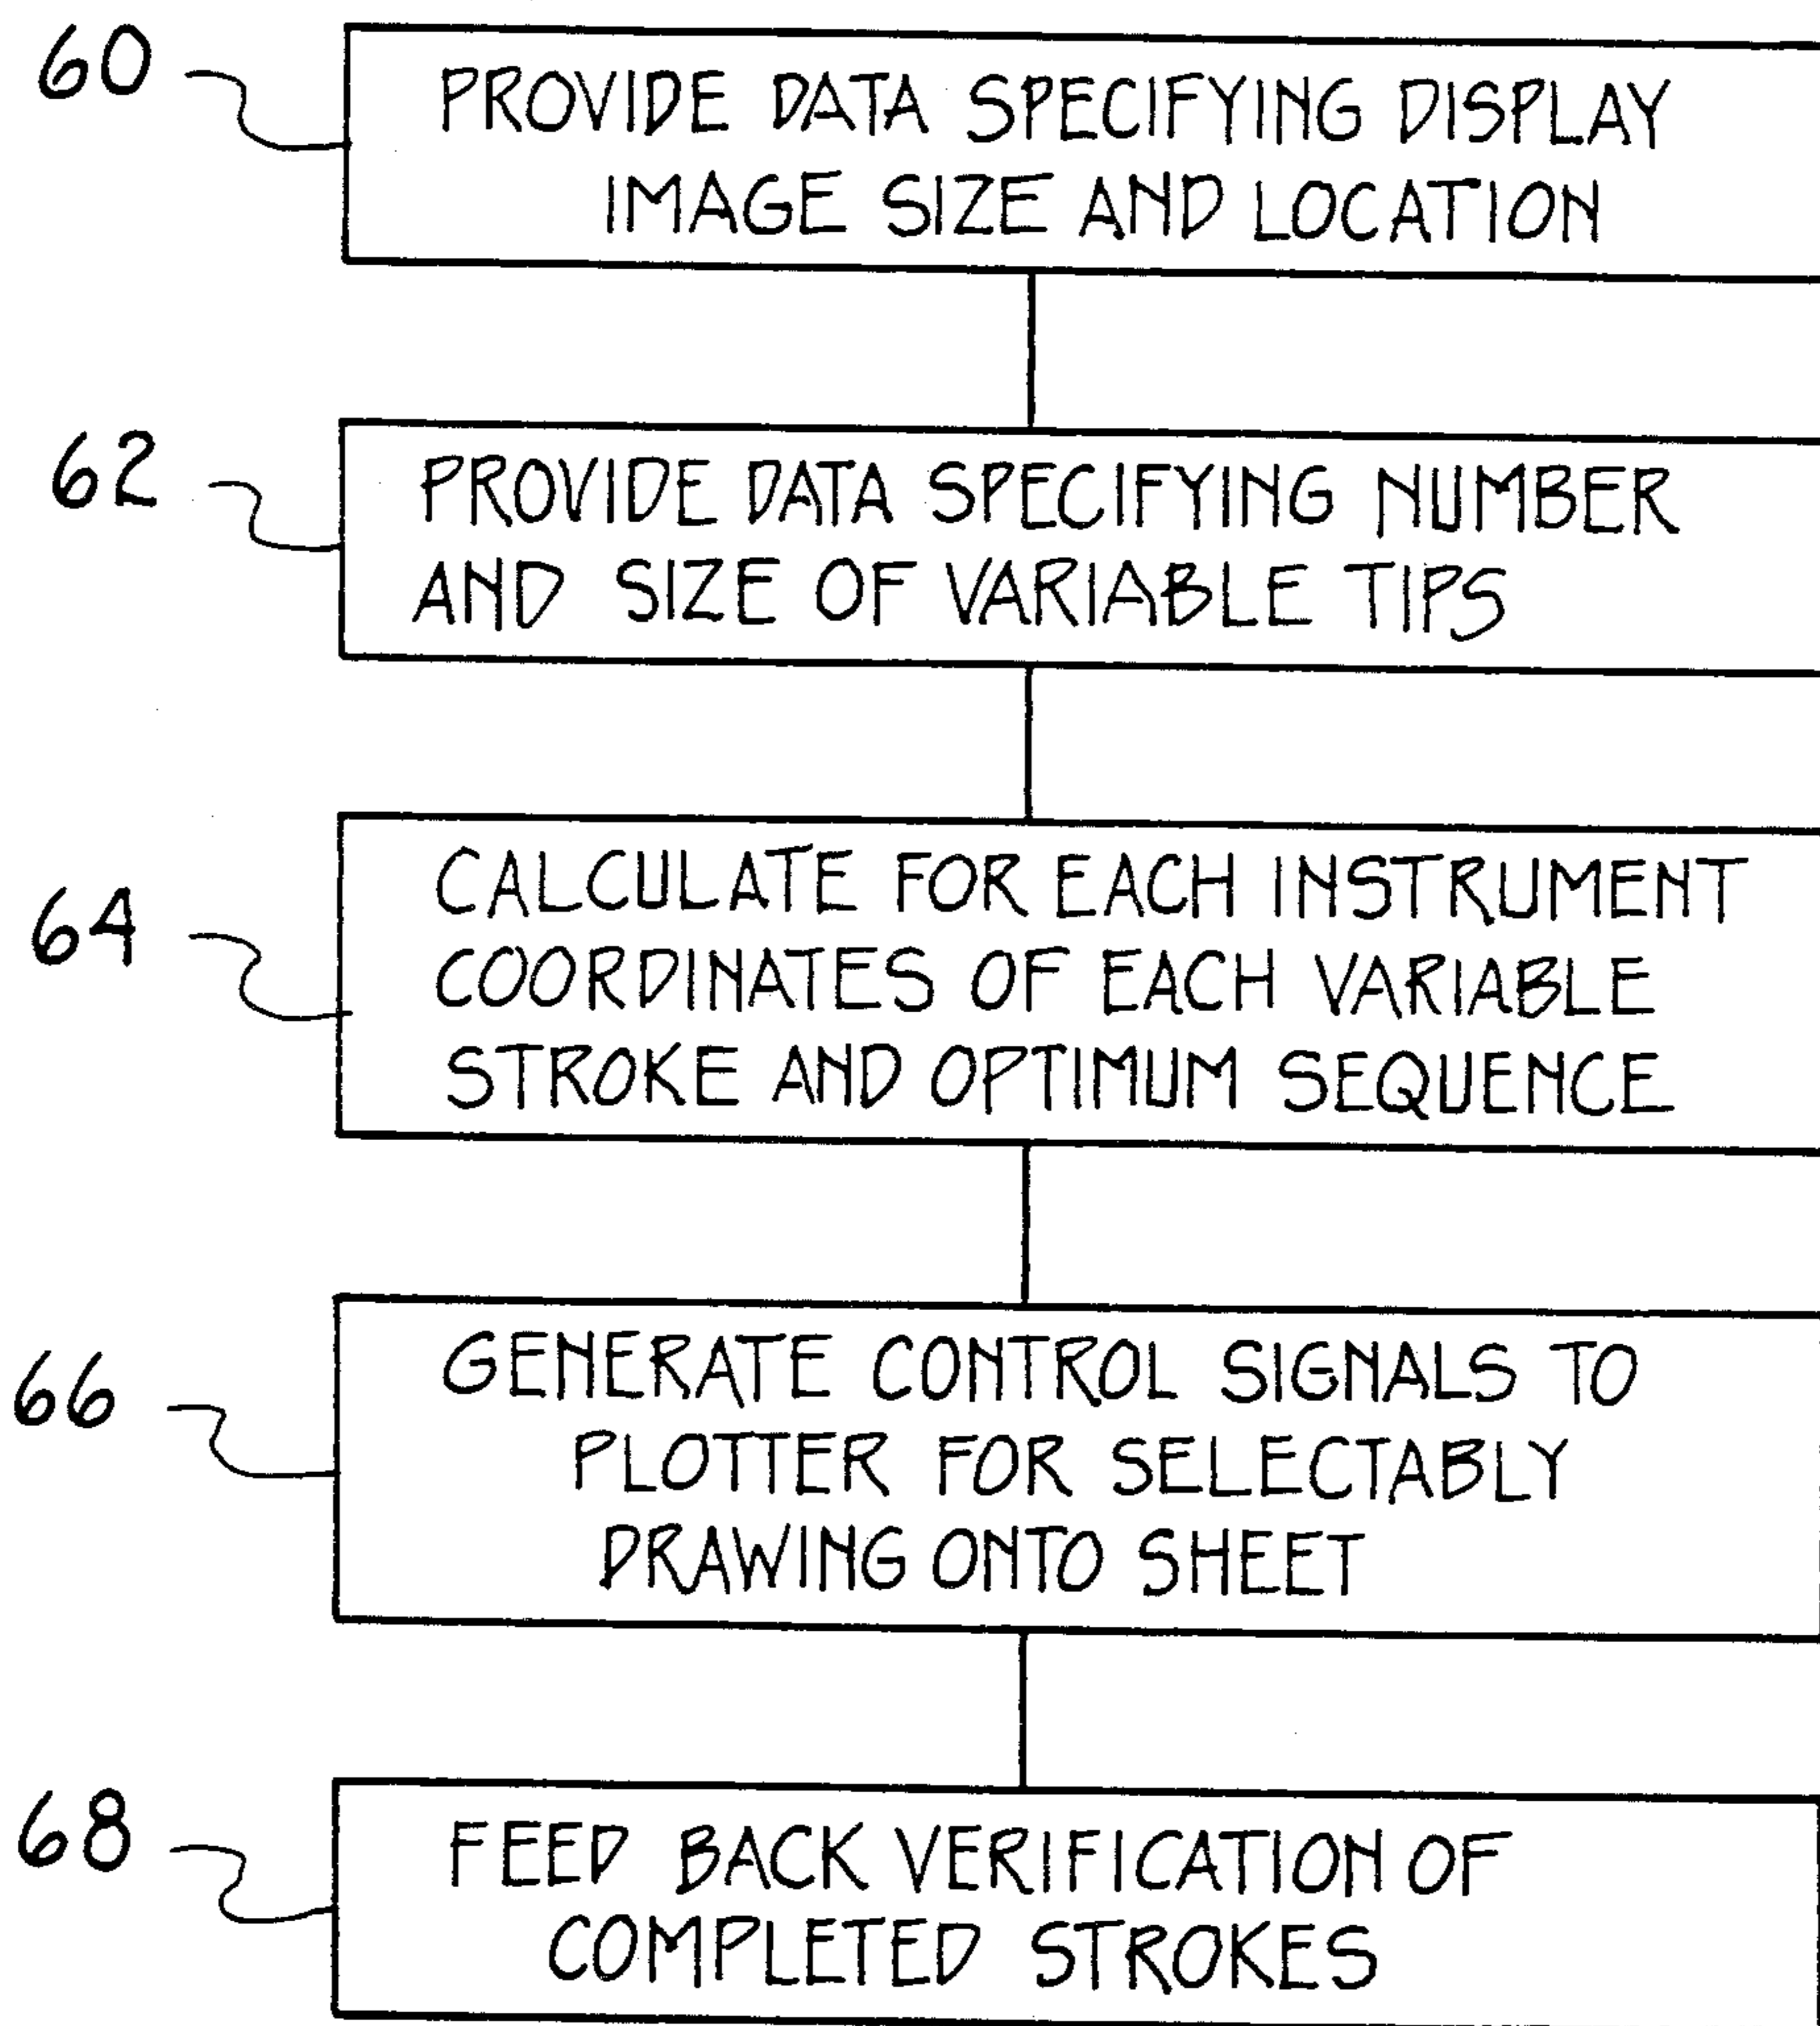 60
PROVIDE DATA SPECIFYING DISPLAY
IMAGE SIZE AND LOCATION
62
PROVIDE DATA SPECIFYING NUMBER
AND SIZE OF VARIABLE TIPS
64
CALCULATE FOR EACH INSTRUMENT
COORDINATES OF EACH VARIABLE
STROKE AND OPTIMUM SEQUENCE
66
GENERATE CONTROL SIGNALS TO
PLOTTER FOR SELECTABLY
DRAWING ONTO SHEET
68
FEED BACK VERIFICATION OF
COMPLETED STROKES